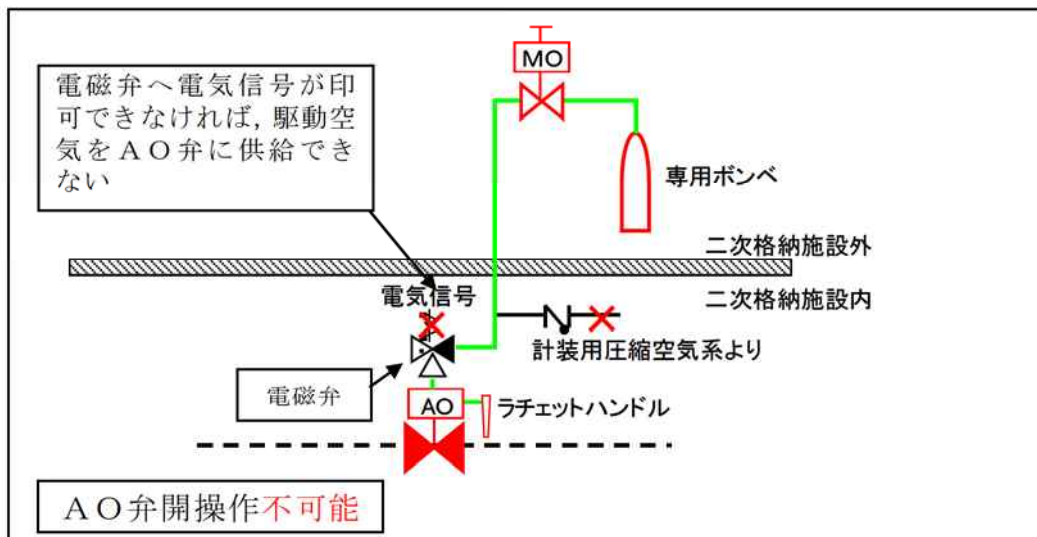 MO
電磁弁へ電気信号が印
可できなければ，駆動空
気をＡＯ弁に供給でき
ない
専用ボンベ
二次格納施設外
二次格納施設内
電気信号
計装用圧縮空気系より
電磁弁
AO
ラチェットハンドル
ＡＯ弁開操作不可能